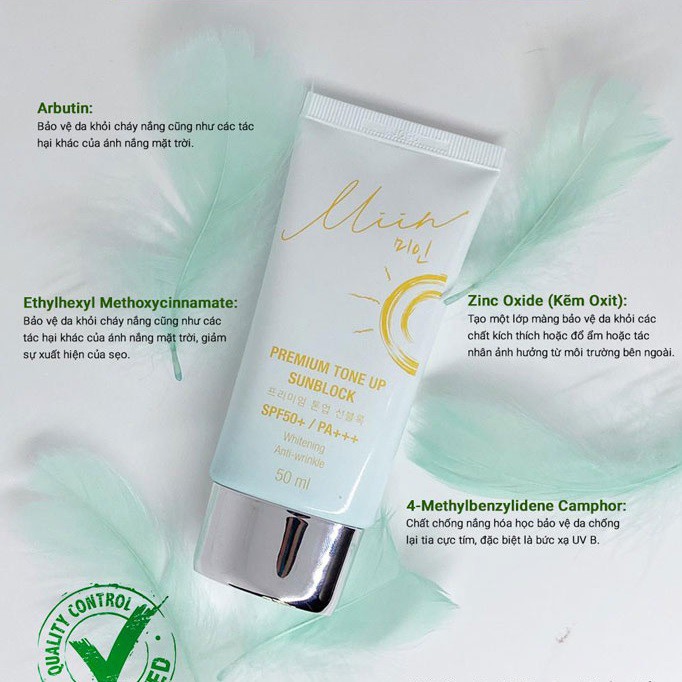 Arbutin:
Bảo vệ da khỏi cháy nắng cũng như các tác
hại khác của ánh nắng mặt trời.
Ethylhexyl Methoxycinnamate:
Bảo vệ da khỏi cháy nắng cũng như các
tác hại khác của ánh nắng mặt trời, giảm
sự xuất hiện của sẹo.
Miin
미인
PREMIUM TONE UP
SUNBLOCK
프리미엄 톤업 선블록
SPF50+ / PA+++
Whitening
Anti-wrinkle
50 ml
Zinc Oxide (Kẽm Oxit):
Tạo một lớp màng bảo vệ da khỏi các
chất kích thích hoặc đổ ẩm hoặc tác
nhân ảnh hưởng từ môi trường bên ngoài.
4-Methylbenzylidene Camphor:
Chất chống nắng hóa học bảo vệ da chống
lại tia cực tím, đặc biệt là bức xạ UV B.
QUALITY CONTROL